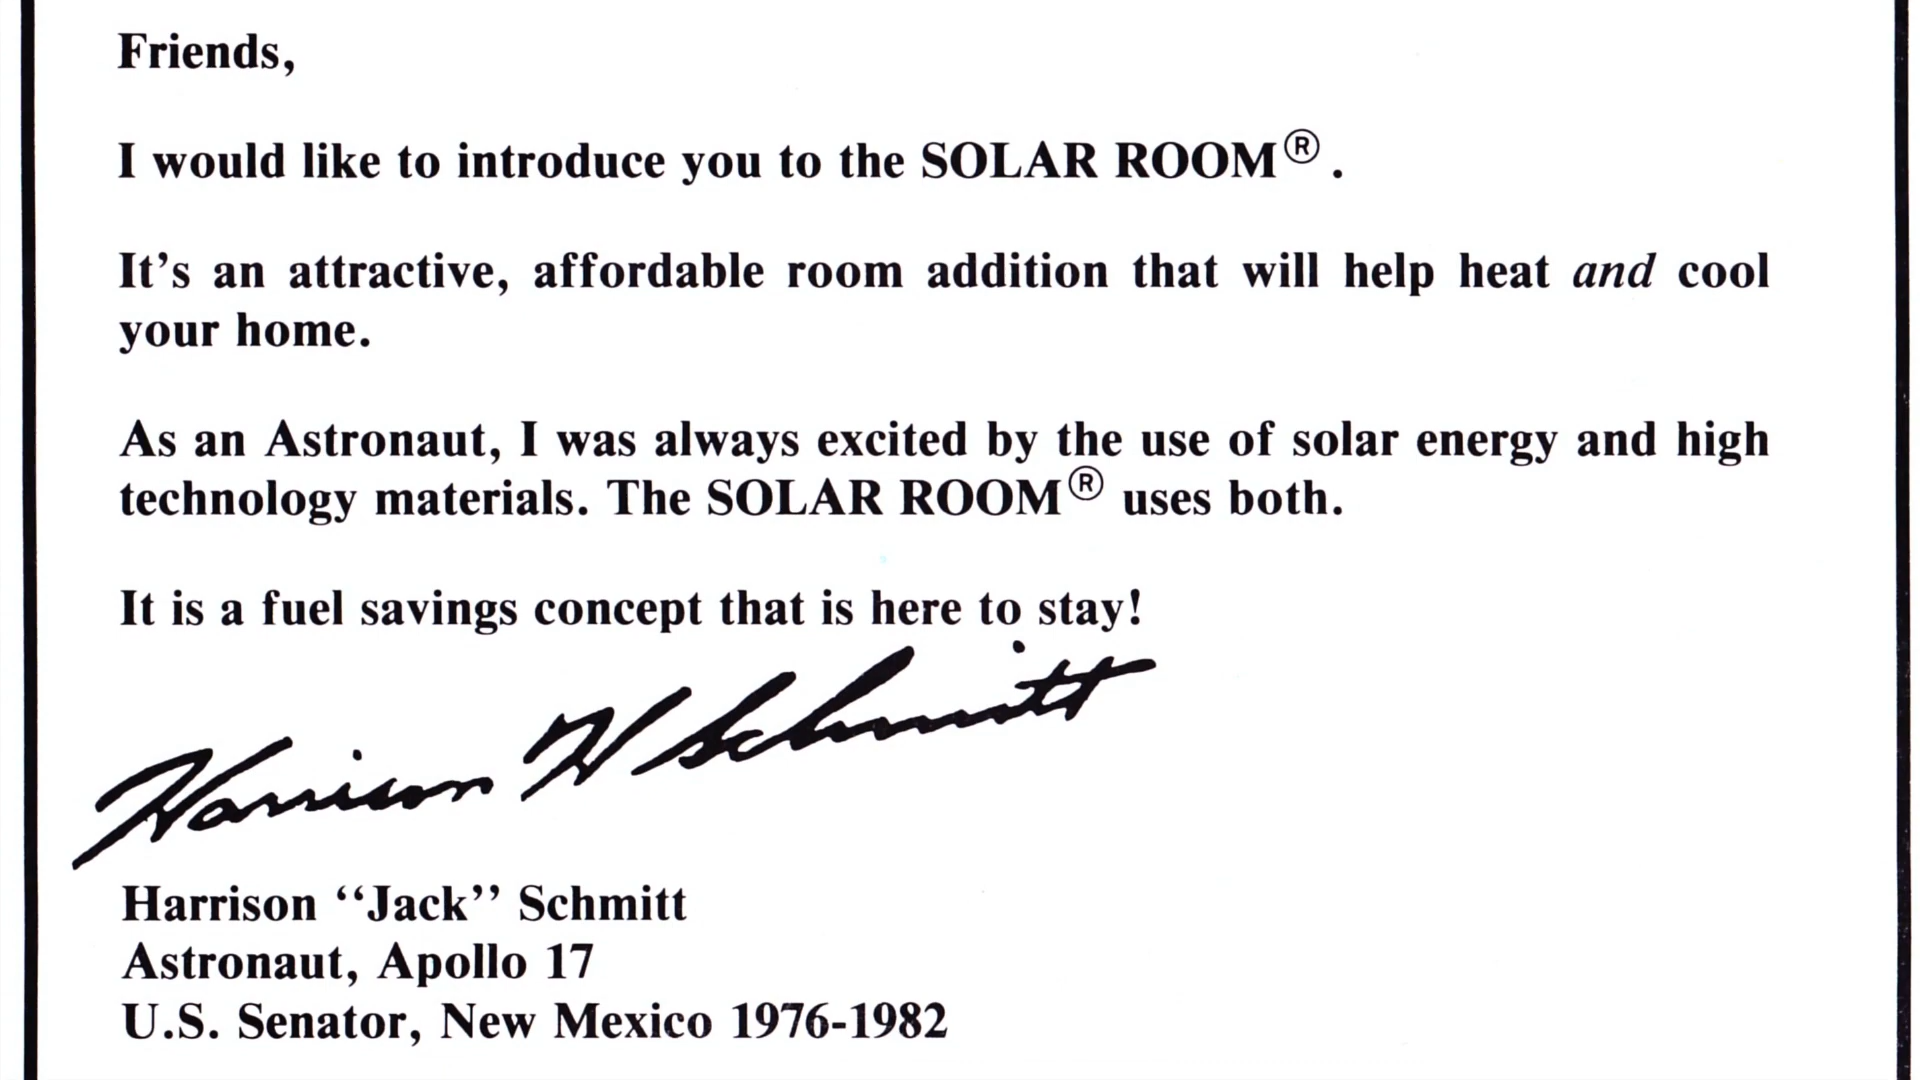 Friends,
I would like to introduce you to the SOLAR ROOM®.
It's an attractive, affordable room addition that will help heat and cool
your home.
As an Astronaut, I was always excited by the use of solar energy and high
technology materials. The SOLAR ROOM® uses both.
It is a fuel savings concept that is here to stay!
Harrison H Schmitt
Harrison ‘‘Jack’’ Schmitt
Astronaut, Apollo 17
U.S. Senator, New Mexico 1976-1982